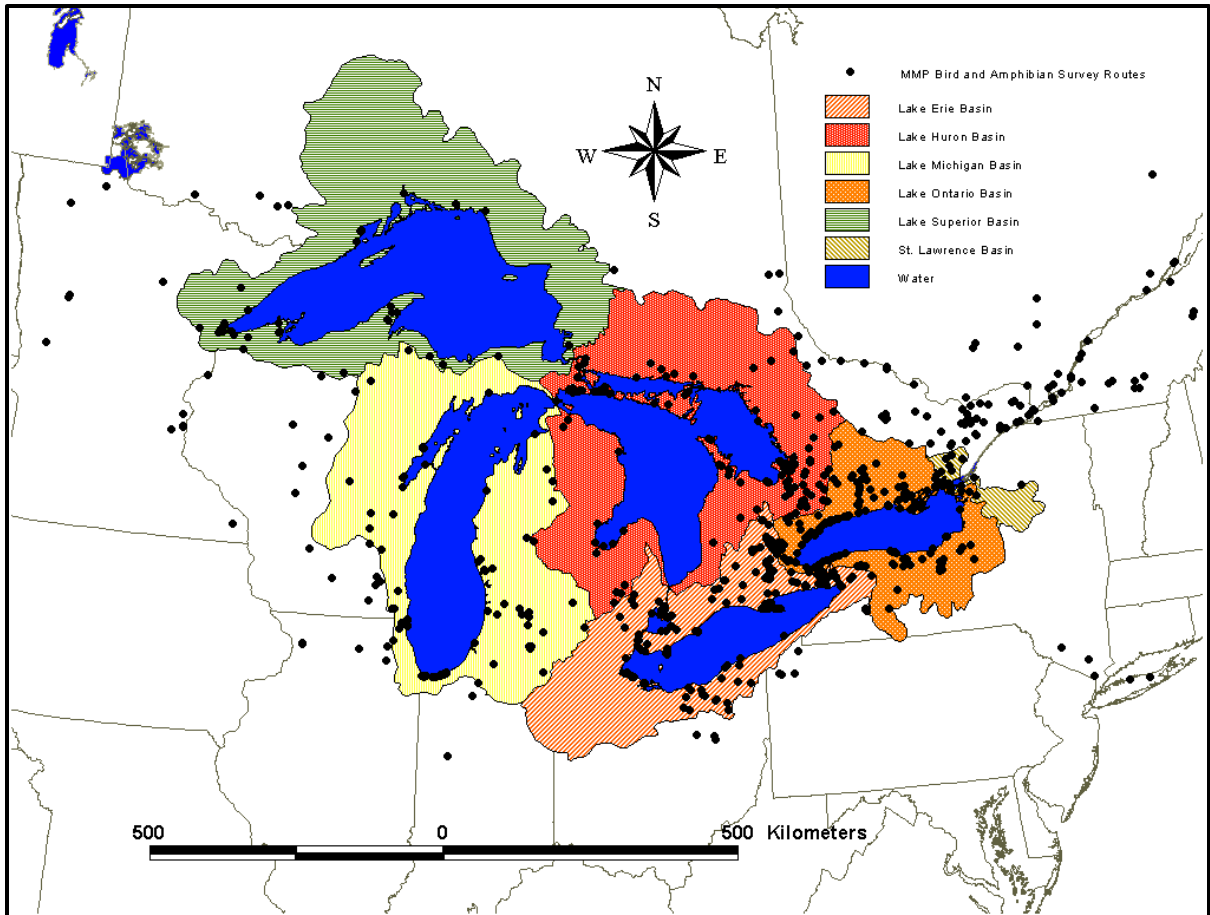 MMP Bird and Amphibian Survey Routes
Lake Erie Basin
Lake Huron Basin
Lake Michigan Basin
Lake Ontario Basin
Lake Superior Basin
St. Lawrence Basin
Water
N
W E
S
500 0 500 Kilometers